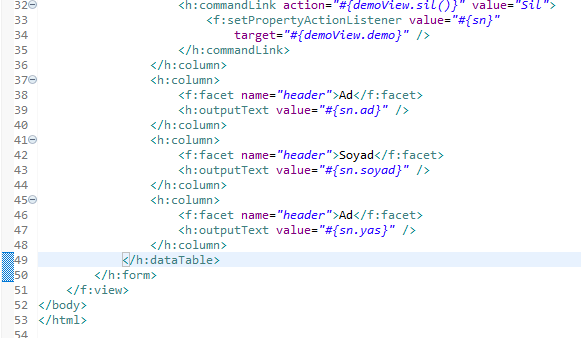 32 <h:commandLink action="#{demoView.sil()}" value="Sil">
33 <f:setPropertyActionListener value="#{sn}"
34 target="#{demoView.demo}" />
35 </h:commandLink>
36 </h:column>
37 <h:column>
38 <f:facet name="header">Ad</f:facet>
39 <h:outputText value="#{sn.ad}" />
40 </h:column>
41 <h:column>
42 <f:facet name="header">Soyad</f:facet>
43 <h:outputText value="#{sn.soyad}" />
44 </h:column>
45 <h:column>
46 <f:facet name="header">Ad</f:facet>
47 <h:outputText value="#{sn.yas}" />
48 </h:column>
49 </h:dataTable>
50 </h:form>
51 </f:view>
52 </body>
53 </html>
54